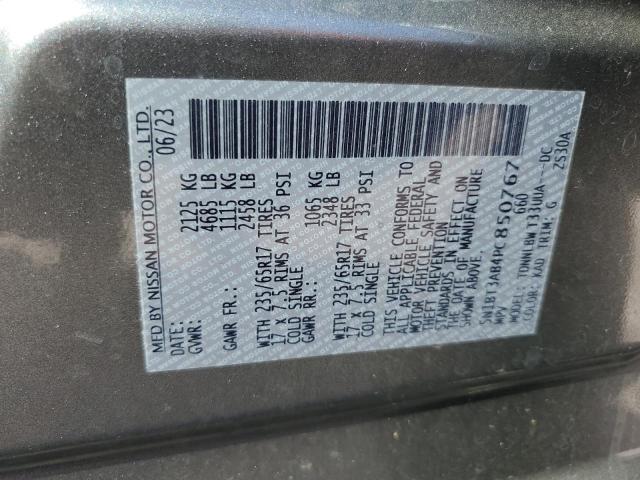 MFD BY NISSAN MOTOR CO., LTD.
06/23
GVWR: 2125 KG
4685 LB
GAWR FR.: 1115 KG
2458 LB
WITH 235/65R17 TIRES
17 X 7.5 RIMS AT 36 PSI
COLD SINGLE
GAWR RR.: 1065 KG
2348 LB
WITH 235/65R17 TIRES
17 X 7.5 RIMS AT 33 PSI
COLD SINGLE
THIS VEHICLE CONFORMS TO
ALL APPLICABLE FEDERAL
MOTOR VEHICLE SAFETY AND
THEFT PREVENTION
STANDARDS IN EFFECT ON
THE DATE OF MANUFACTURE
SHOWN ABOVE.
5N1BT3AB4PC850767
MPV 660
MODEL: TDNNLBWT33UUA---DC
COLOR: KAD TRIM: G ZS30A